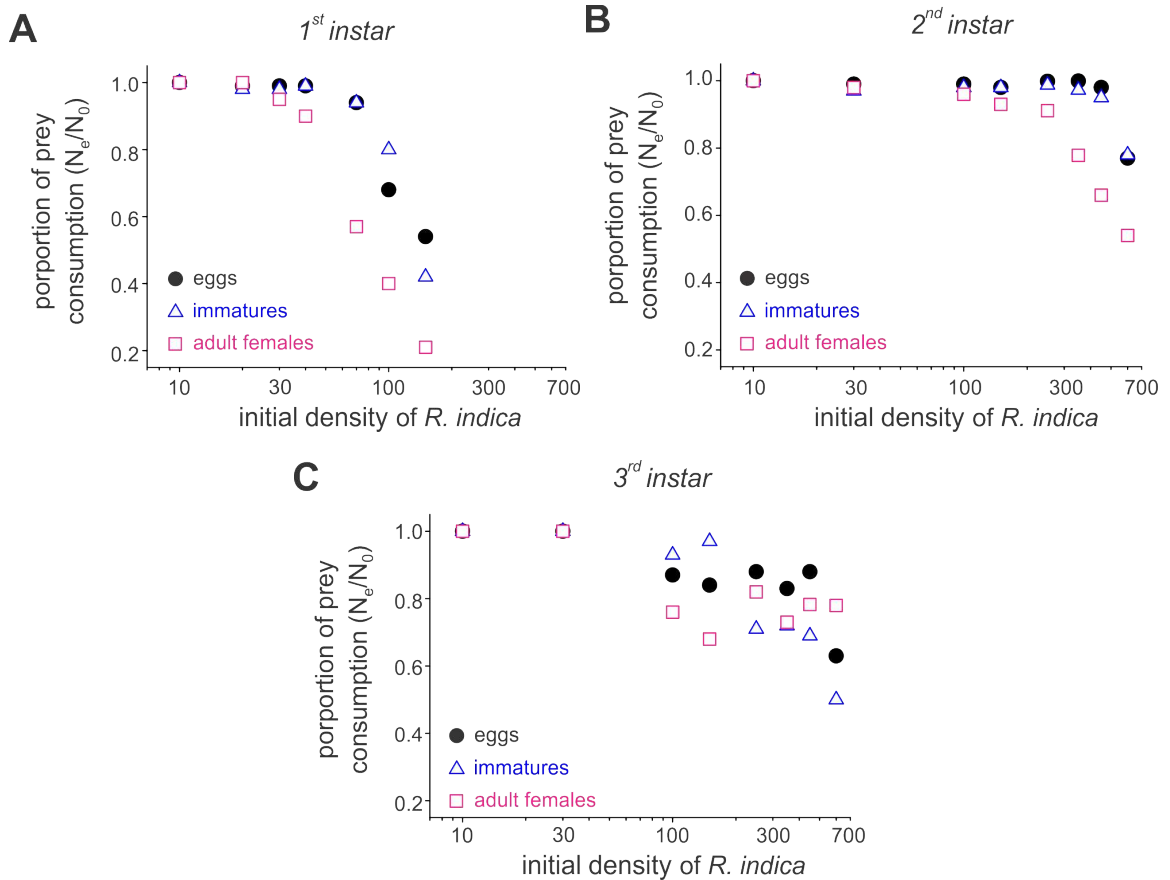 A
1st instar
porportion of prey
consumption (Ne/N0)
1.0
0.8
0.6
0.4
0.2
eggs
immatures
adult females
10 30 100 300 700
initial density of R. indica
B
2nd instar
porportion of prey
consumption (Ne/N0)
1.0
0.8
0.6
0.4
0.2
eggs
immatures
adult females
10 30 100 300 700
initial density of R. indica
C
3rd instar
porportion of prey
consumption (Ne/N0)
1.0
0.8
0.6
0.4
0.2
eggs
immatures
adult females
10 30 100 300 700
initial density of R. indica